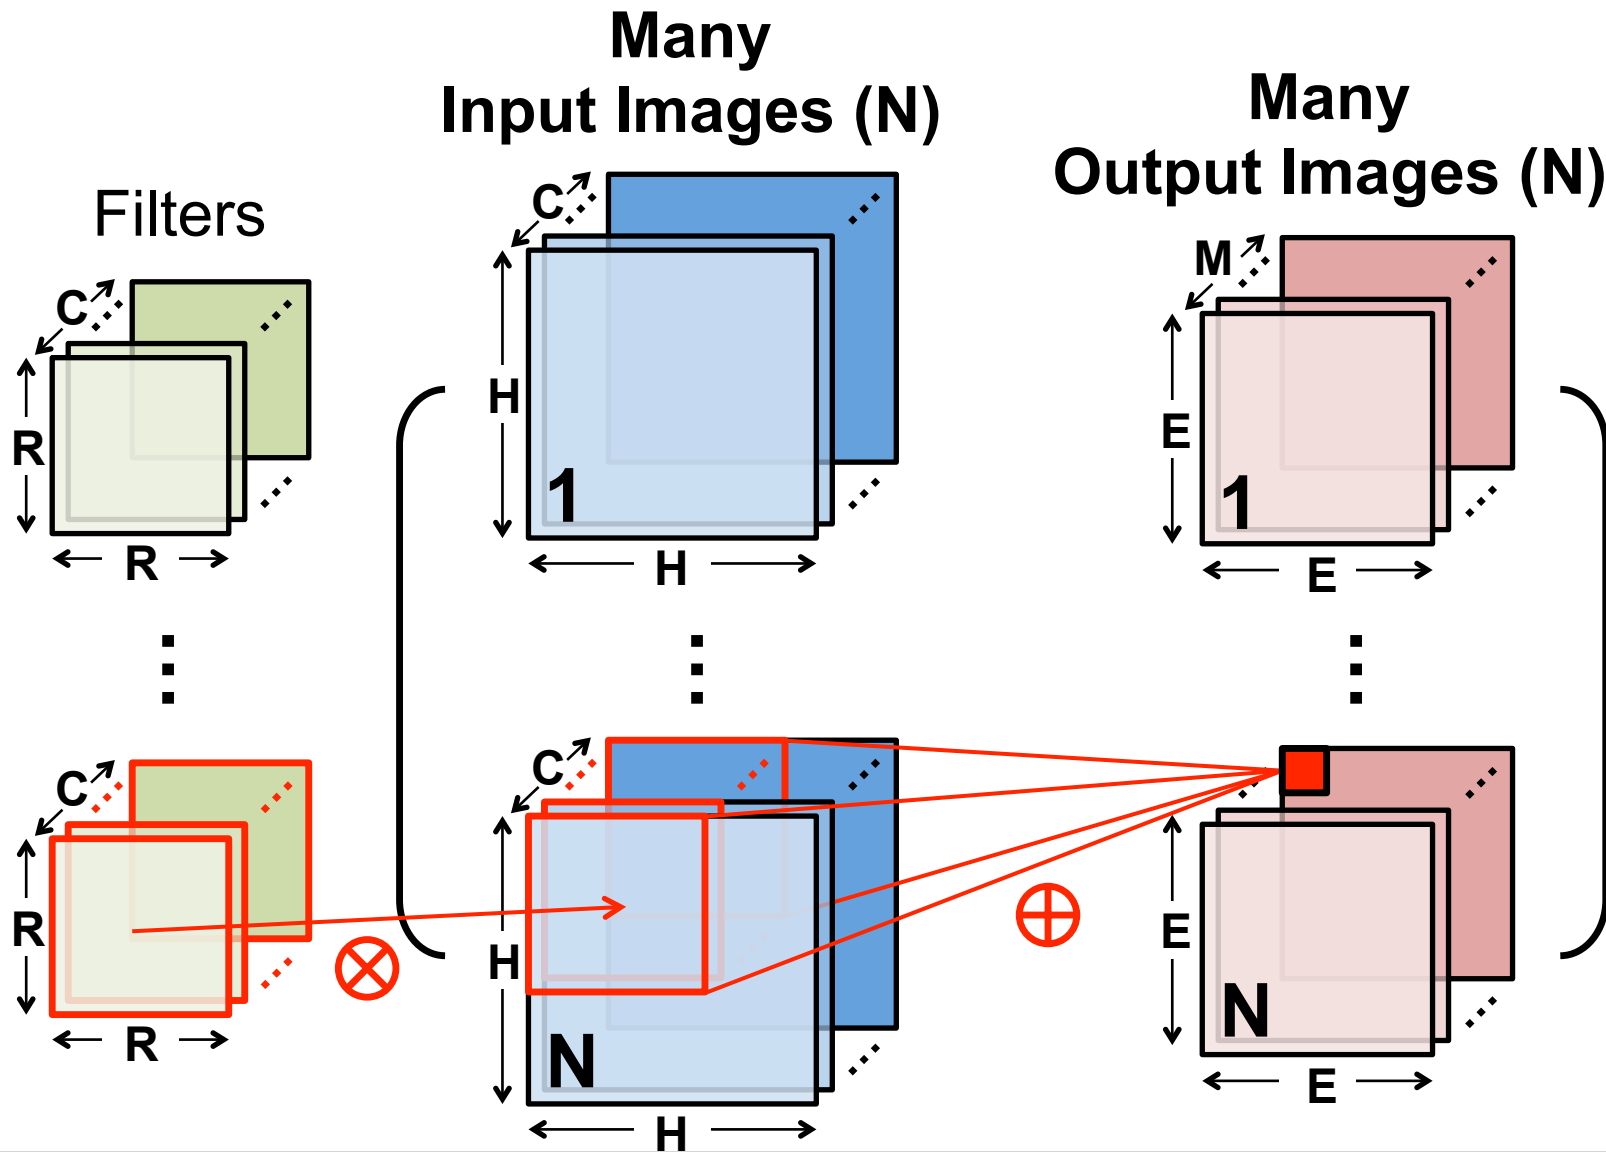 Many
Input Images (N)
Many
Output Images (N)
Filters
C
R
R
C
H
1
H
M
E
1
E
C
R
R
C
H
N
H
E
N
E